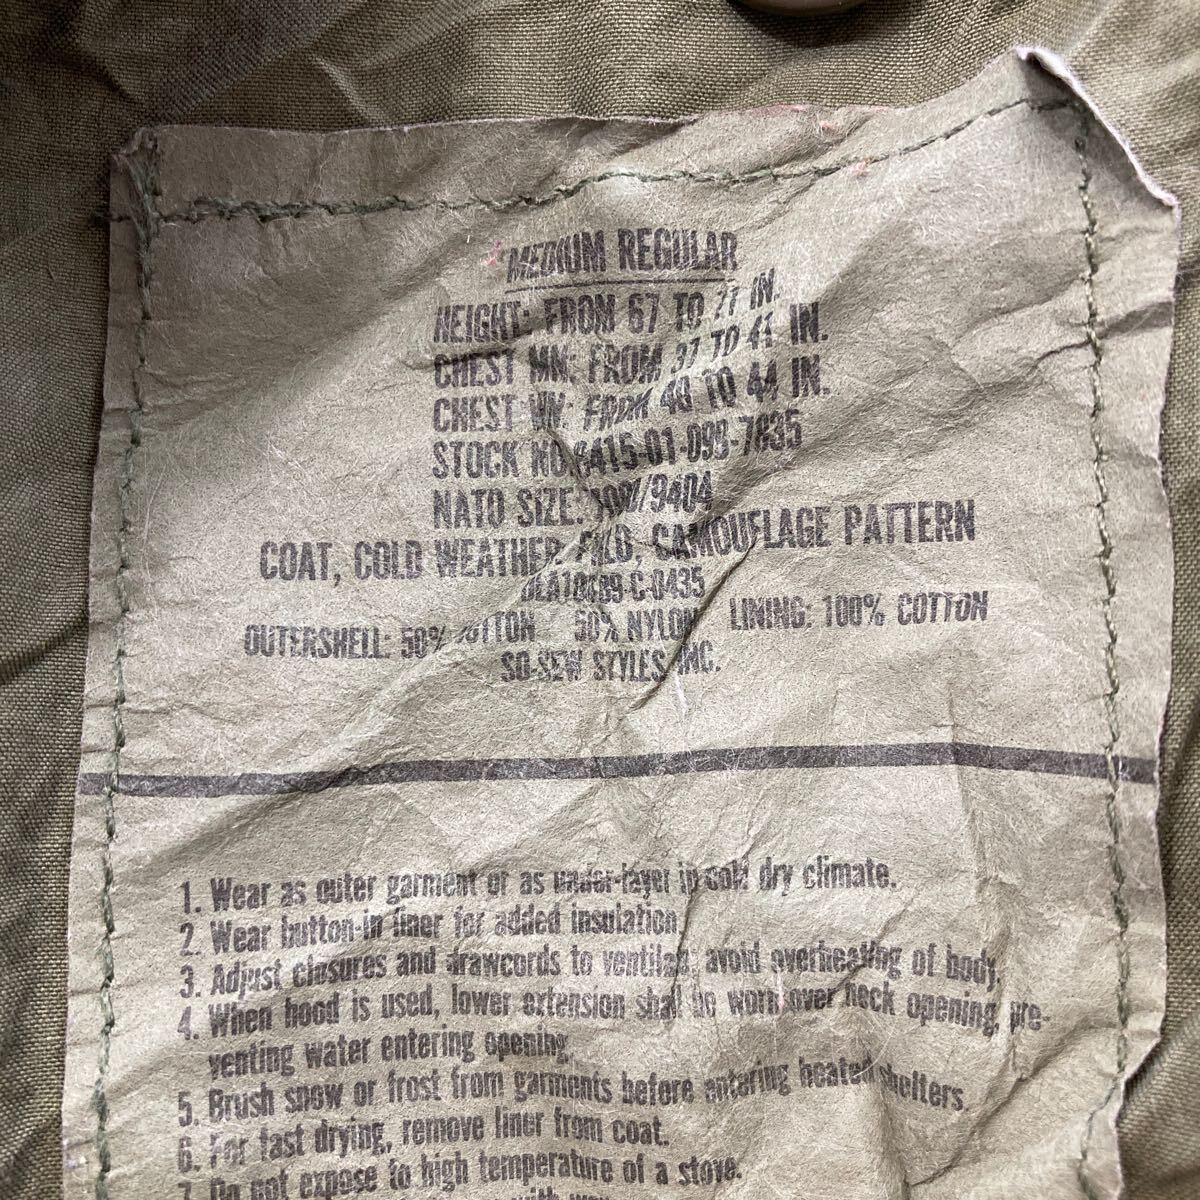 MEDIUM REGULAR
HEIGHT: FROM 67 TO 71 IN.
CHEST MN: FROM 37 TO 41 IN.
CHEST WN: FROM 40 TO 44 IN.
STOCK NO. 8415-01-099-7835
NATO SIZE: /9404
COAT, COLD WEATHER, FIELD, CAMOUFLAGE PATTERN
DLA100-89-C-0435
OUTERSHELL: 50% COTTON 50% NYLON LINING: 100% COTTON
SO-SEW STYLES INC.
1. Wear as outer garment or as under-layer in cold dry climate.
2. Wear button-in liner for added insulation
3. Adjust closures and drawcords to ventilate; avoid overheating of body.
4. When hood is used, lower extension shall be worn over neck opening, pre-
venting water entering opening.
5. Brush snow or frost from garments before entering heated shelters.
6. For fast drying, remove liner from coat.
7. Do not expose to high temperature of a stove.
with